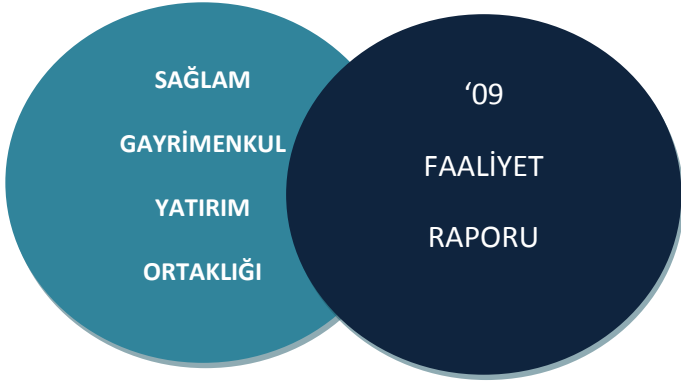 SAĞLAM
GAYRİMENKUL
YATIRIM
ORTAKLIĞI
‘09
FAALİYET
RAPORU